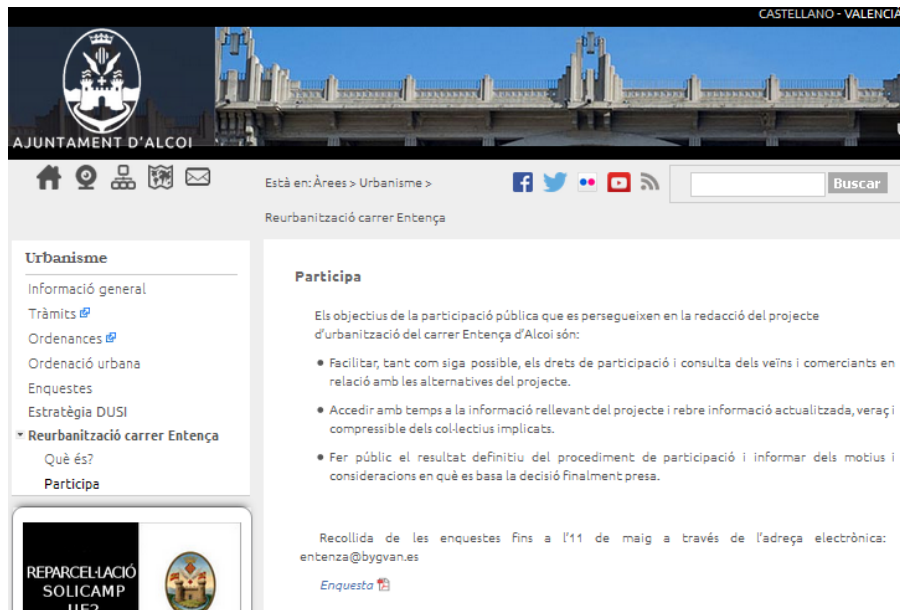 CASTELLANO - VALENCIA
AJUNTAMENT D'ALCOI
Està en: Àrees > Urbanisme >
Reurbanització carrer Entença
Buscar
Urbanisme
Informació general
Tràmits
Ordenances
Ordenació urbana
Enquestes
Estratègia DUSI
Reurbanització carrer Entença
Què és?
Participa
REPARCEL·LACIÓ
SOLICAMP
UE2
Participa
Els objectius de la participació pública que es persegueixen en la redacció del projecte
d'urbanització del carrer Entença d'Alcoi són:
• Facilitar, tant com siga possible, els drets de participació i consulta dels veïns i comerciants en
relació amb les alternatives del projecte.
• Accedir amb temps a la informació rellevant del projecte i rebre informació actualitzada, veraç i
compressible dels col·lectius implicats.
• Fer públic el resultat definitiu del procediment de participació i informar dels motius i
consideracions en què es basa la decisió finalment presa.
Recollida de les enquestes fins a l'11 de maig a través de l'adreça electrònica:
entenza@bygvan.es
Enquesta